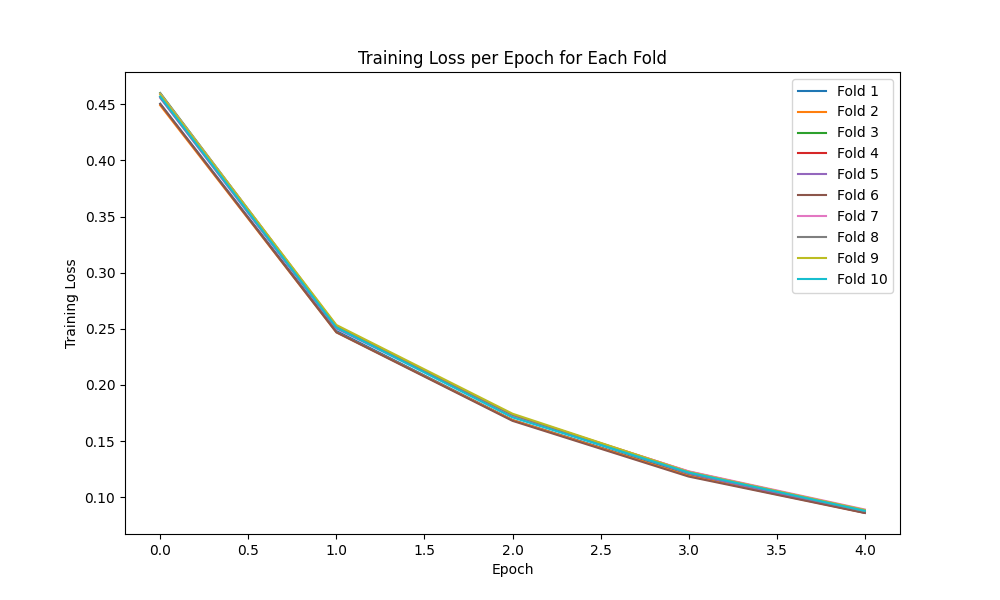 Training Loss per Epoch for Each Fold
Training Loss
0.45
0.40
0.35
0.30
0.25
0.20
0.15
0.10
Fold 1
Fold 2
Fold 3
Fold 4
Fold 5
Fold 6
Fold 7
Fold 8
Fold 9
Fold 10
0.0 0.5 1.0 1.5 2.0 2.5 3.0 3.5 4.0
Epoch